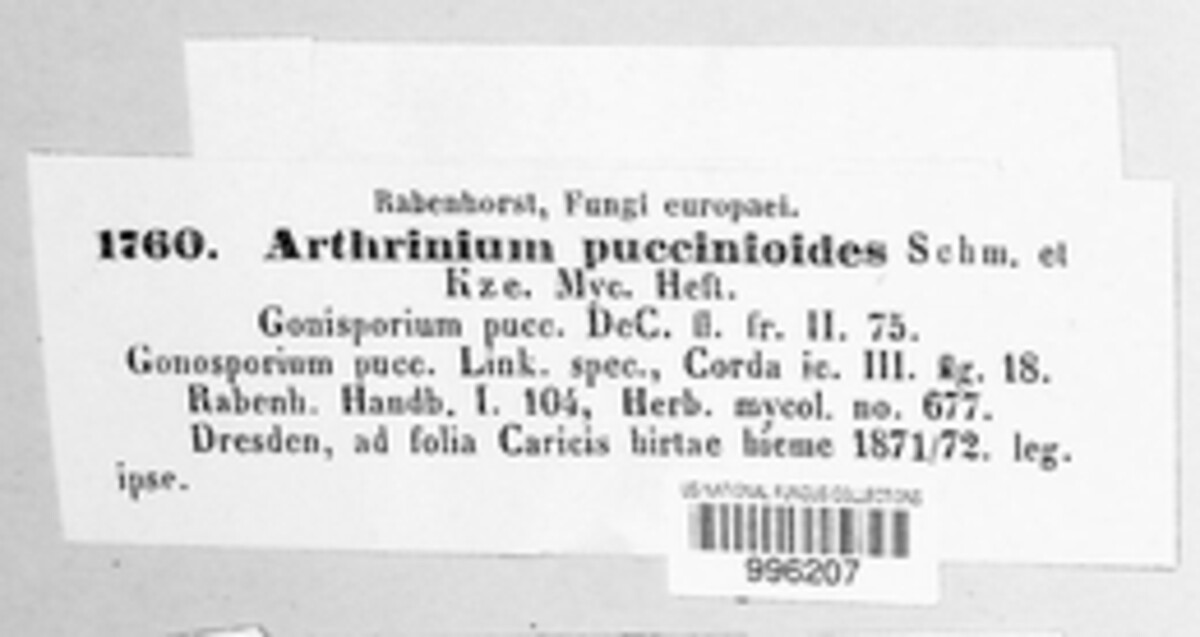 Rabenhorst, Fungi europaei.
1760. Arthrinium puccinioides Schm. et
Kze. Myc. Heft.
Gonisporium pucc. DeC. fl. fr. II. 75.
Gonosporium pucc. Link. spec., Corda ic. III. fig. 18.
Rabenh. Handb. I. 104, Herb. mycol. no. 677.
Dresden, ad folia Caricis hirtae hieme 1871/72. leg.
ipse.
US NATIONAL FUNGUS COLLECTIONS
996207